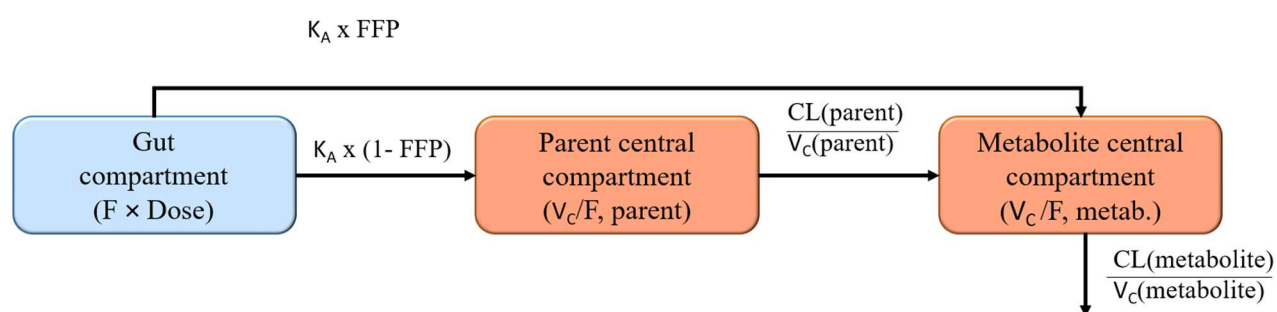 K_A x FFP
Gut
compartment
(F × Dose)
K_A x (1- FFP)
Parent central
compartment
(V_C/F, parent)
CL(parent)
V_C(parent)
Metabolite central
compartment
(V_C /F, metab.)
CL(metabolite)
V_C(metabolite)